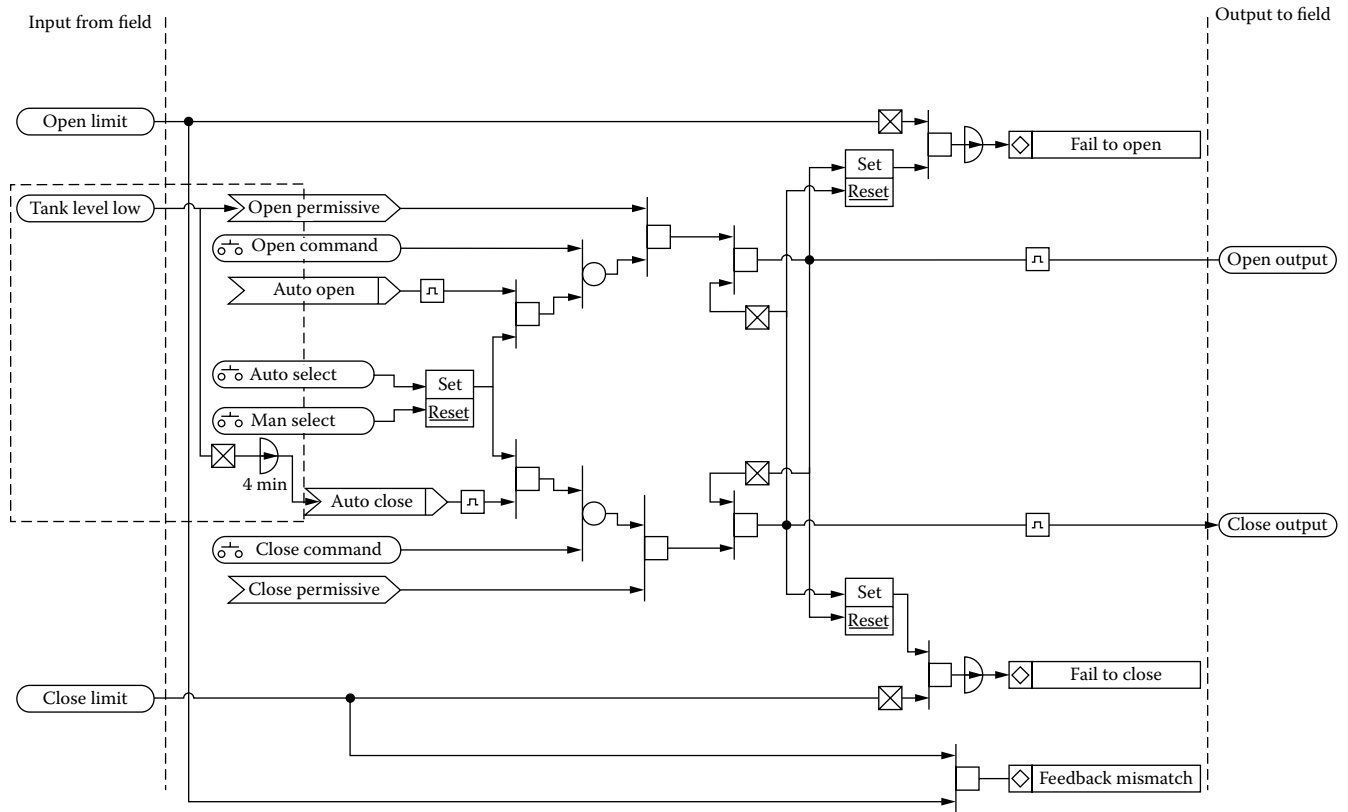 Input from field
Output to field
Open limit
Fail to open
Set
Reset
Tank level low
Open permissive
Open command
Open output
Auto open
Auto select
Set
Man select
Reset
4 min
Auto close
Close output
Close command
Close permissive
Set
Reset
Fail to close
Close limit
Feedback mismatch